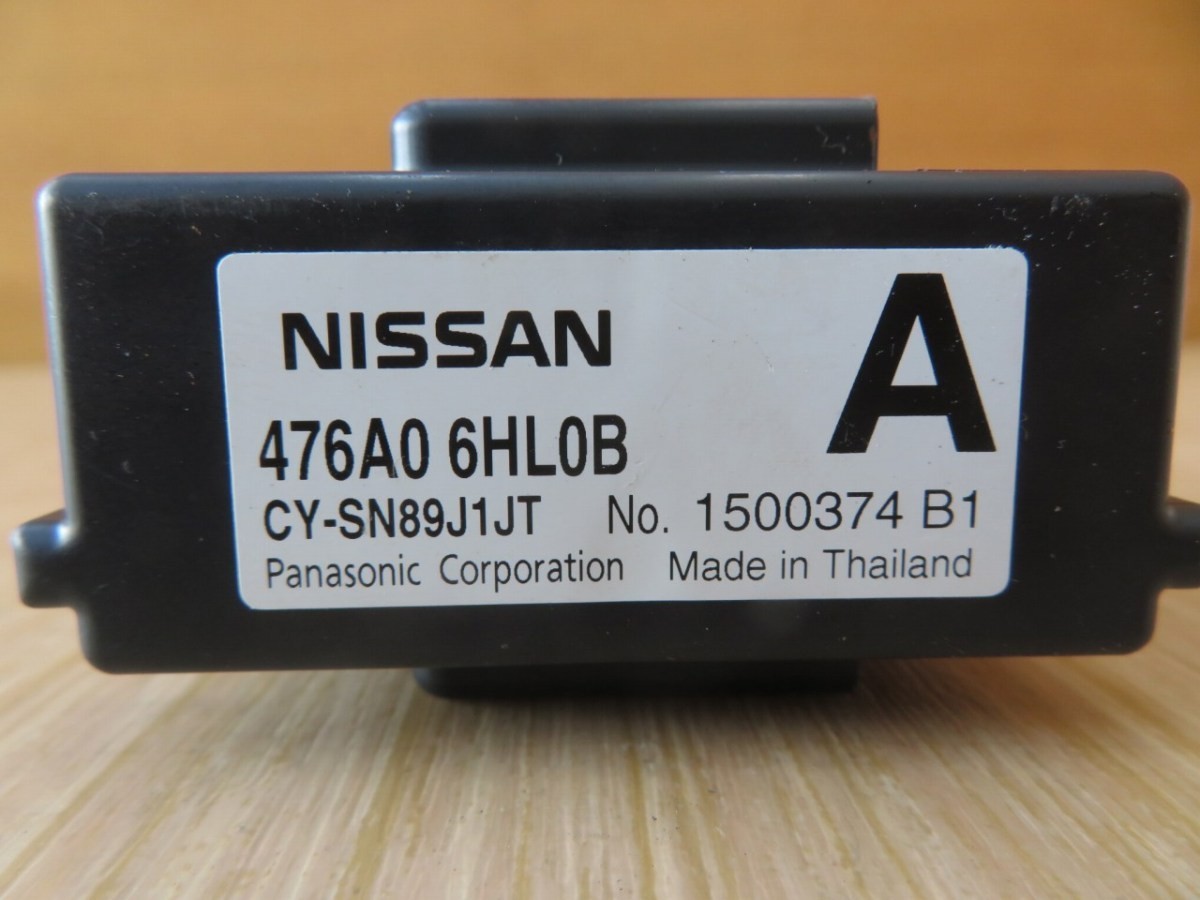 NISSAN
A
476A0 6HL0B
CY-SN89J1JT No. 1500374 B1
Panasonic Corporation Made in Thailand